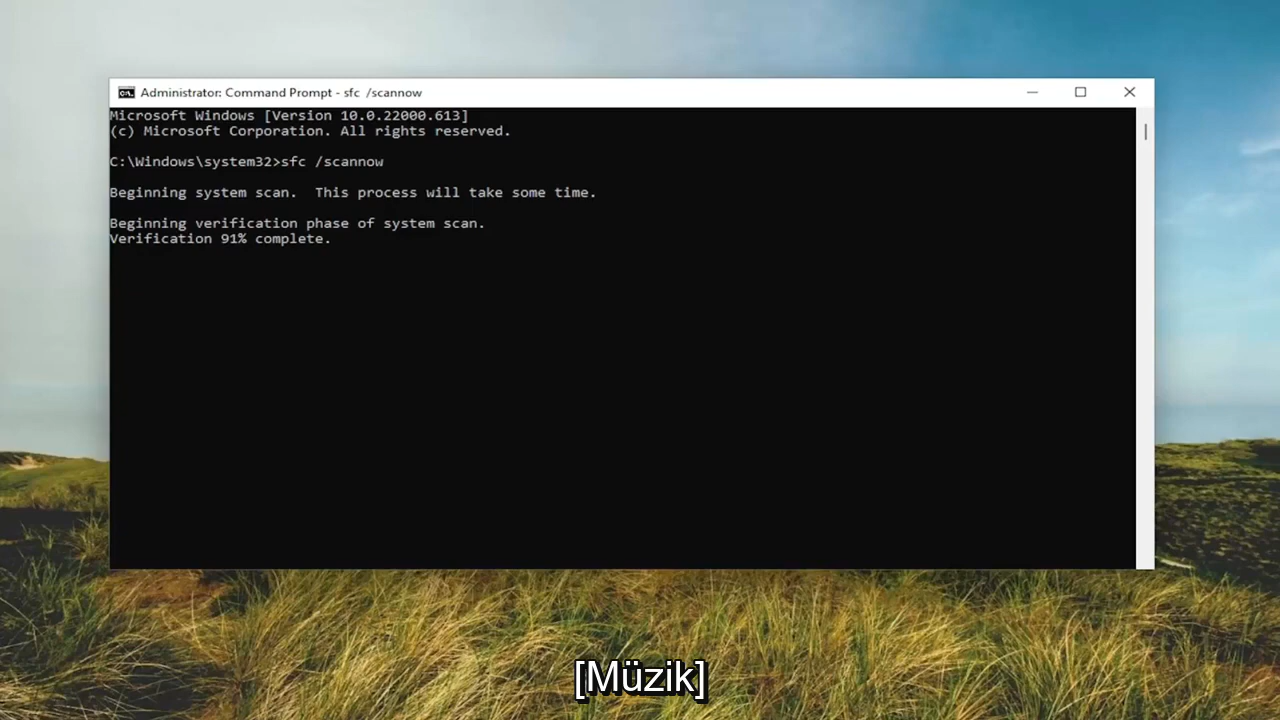 Administrator: Command Prompt - sfc  /scannow
Microsoft Windows [Version 10.0.22000.613]
(c) Microsoft Corporation. All rights reserved.
C:\Windows\system32>sfc /scannow
Beginning system scan.  This process will take some time.
Beginning verification phase of system scan.
Verification 91% complete.
[Müzik]